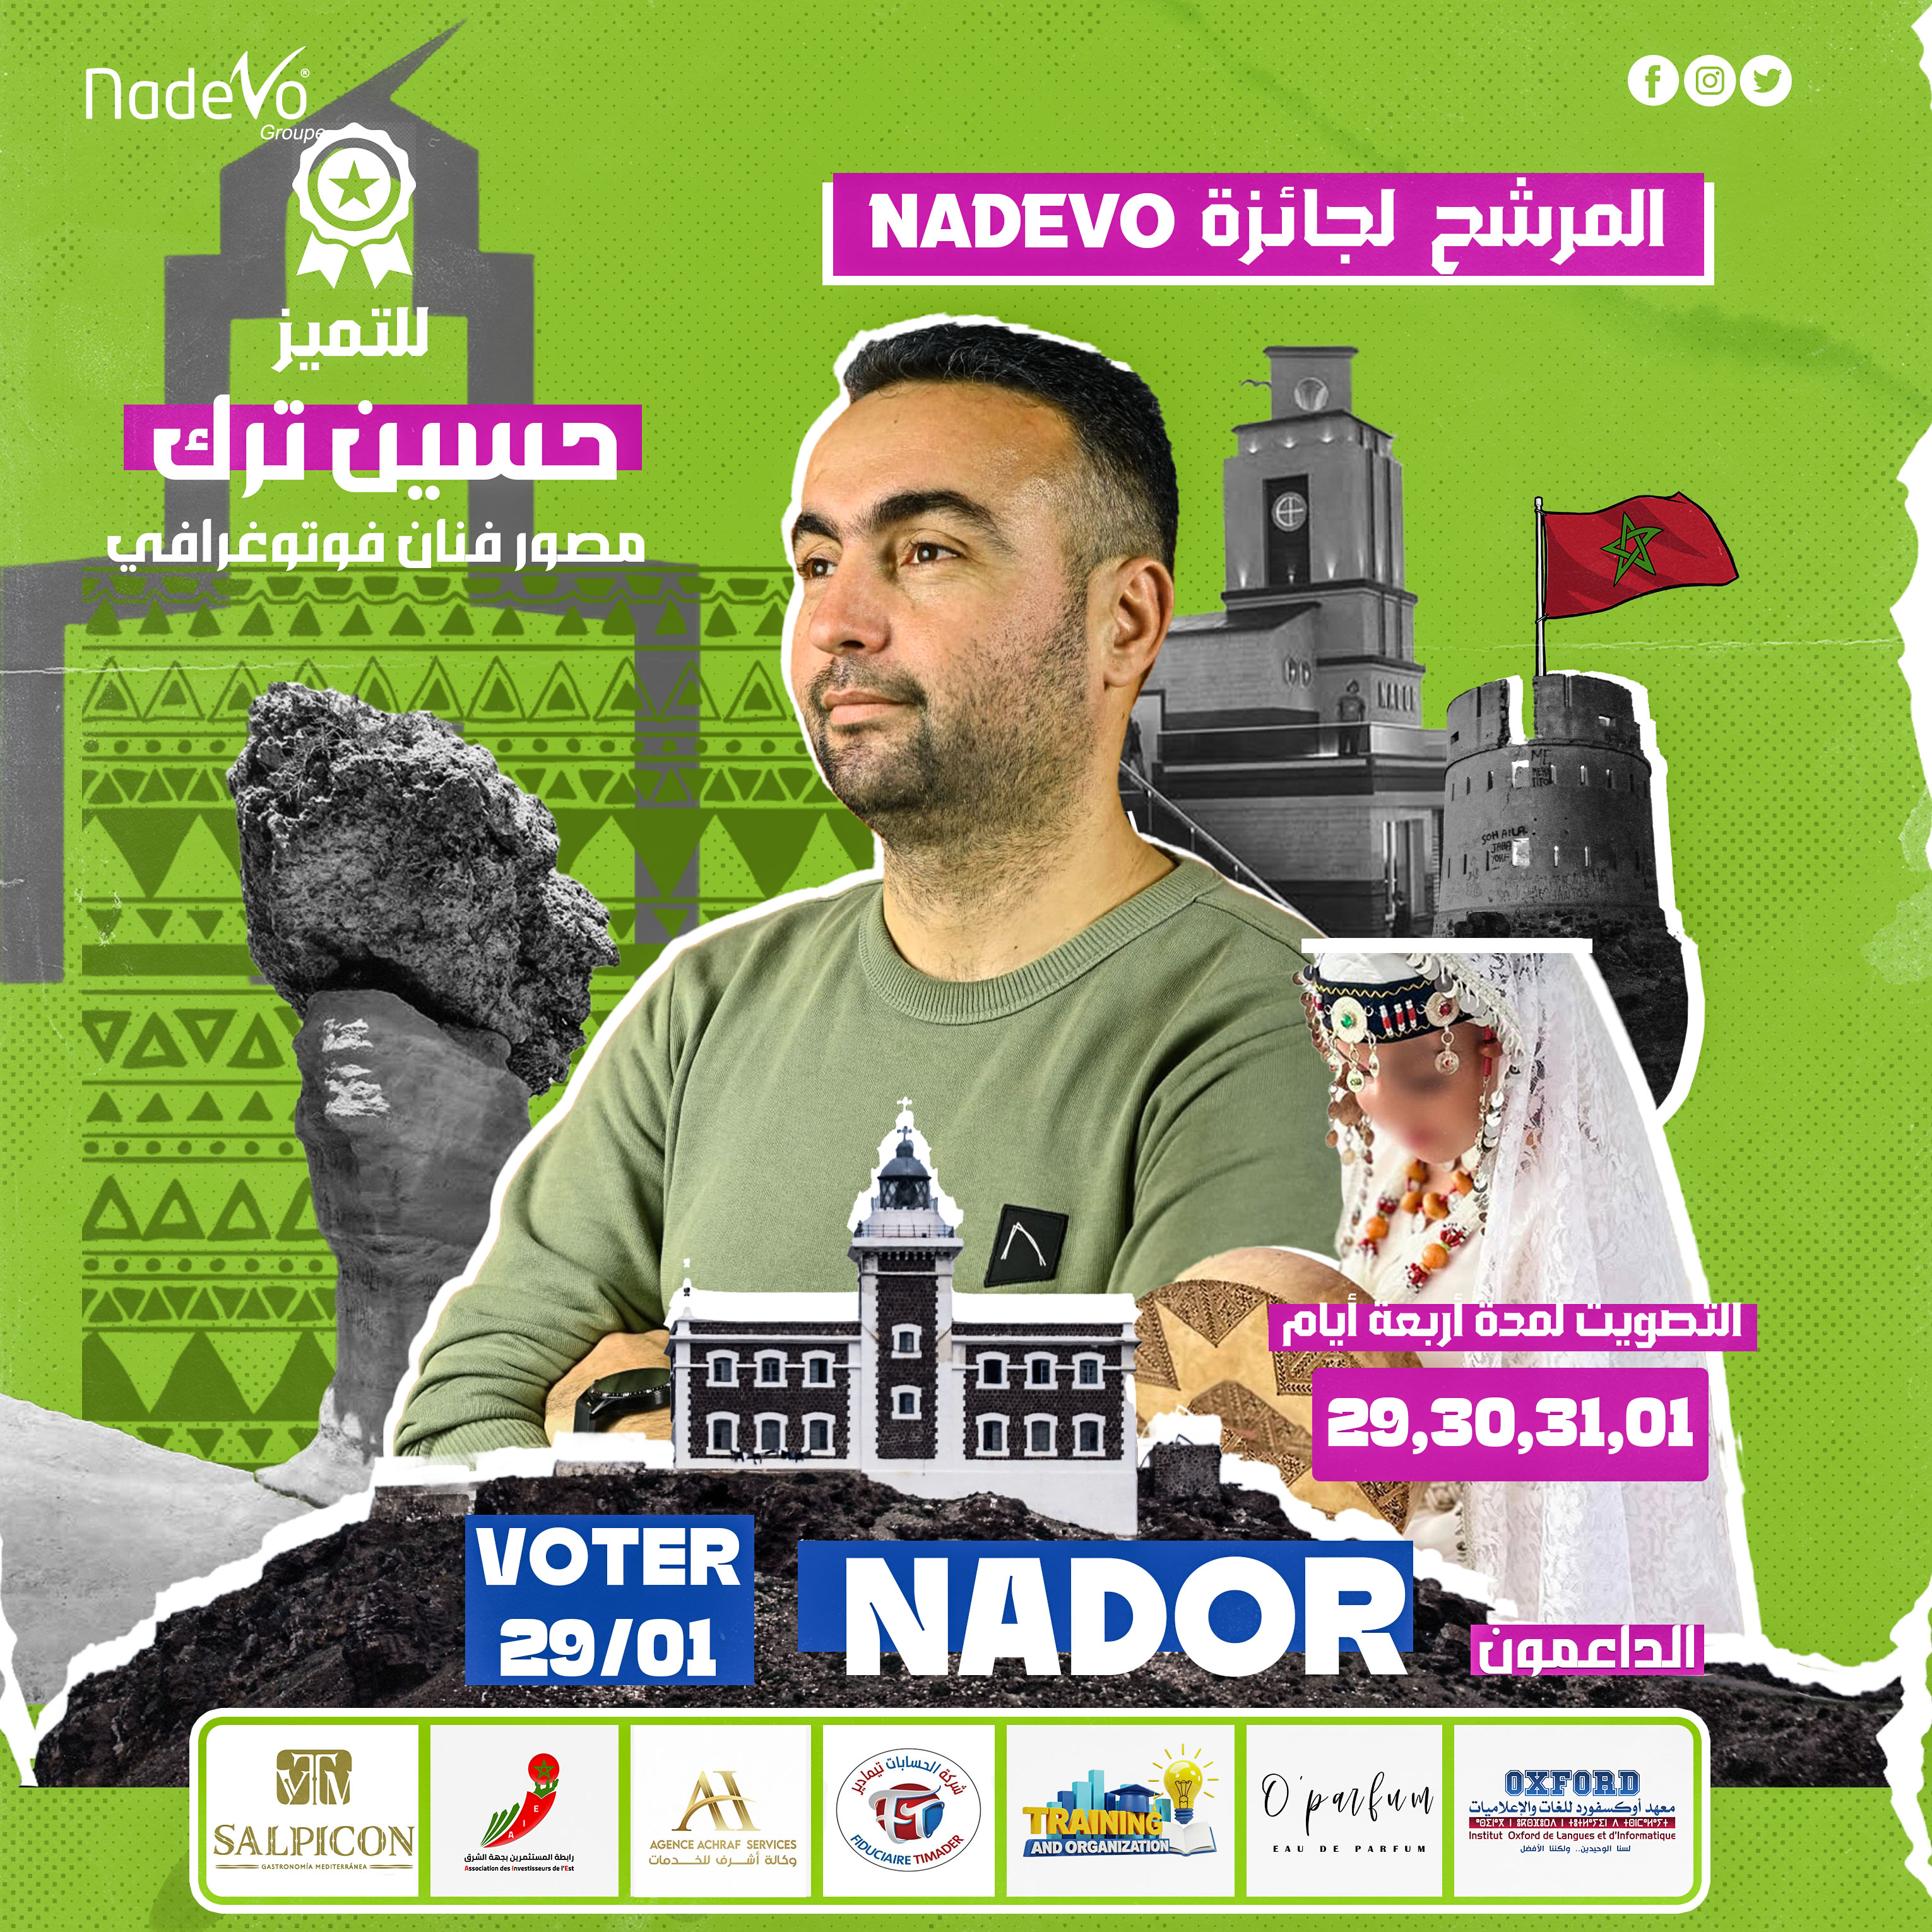 NadeVo®
Groupe
المرشح لجائزة NADEVO
للتميز
حسين ترك
مصور فنان فوتوغرافي
NADOR
SOHAILA
التصويت لمدة أربعة أيام
29,30,31,01
VOTER
29/01
NADOR
الداعمون
VTM
SALPICON
GASTRONOMÍA MEDITERRÁNEA
A I E
رابطة المستثمرين بجهة الشرق
Association des Investisseurs de l'Est
AGENCE ACHRAF SERVICES
وكالة أشرف للخدمات
شركة الحسابات تيمادير
FIDUCIAIRE TIMADER
TRAINING
AND ORGANIZATION
O'parfum
EAU DE PARFUM
OXFORD
معهد أوكسفورد للغات والإعلاميات
Institut Oxford de Langues et d'Informatique
لسنا الوحيدين.. ولكننا الأفضل